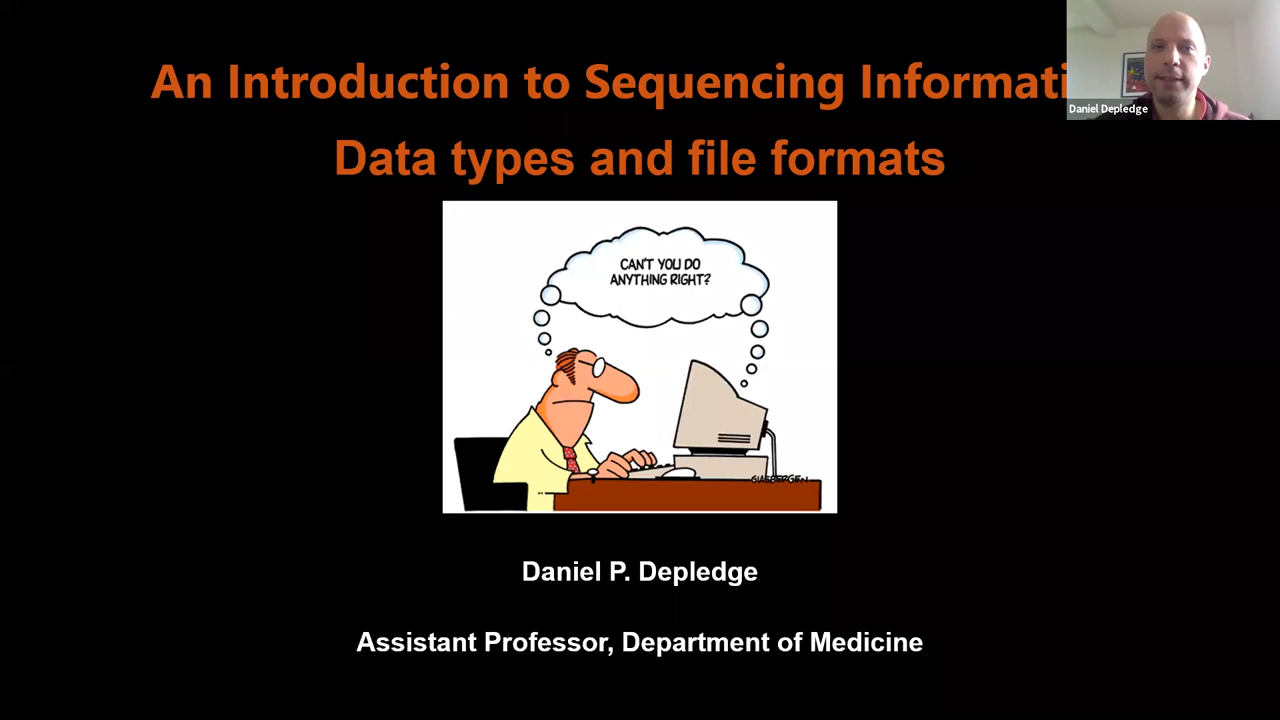 An Introduction to Sequencing Informati
Daniel Depledge
Data types and file formats
CAN'T YOU DO
ANYTHING RIGHT?
GLASBERGEN
Daniel P. Depledge
Assistant Professor, Department of Medicine